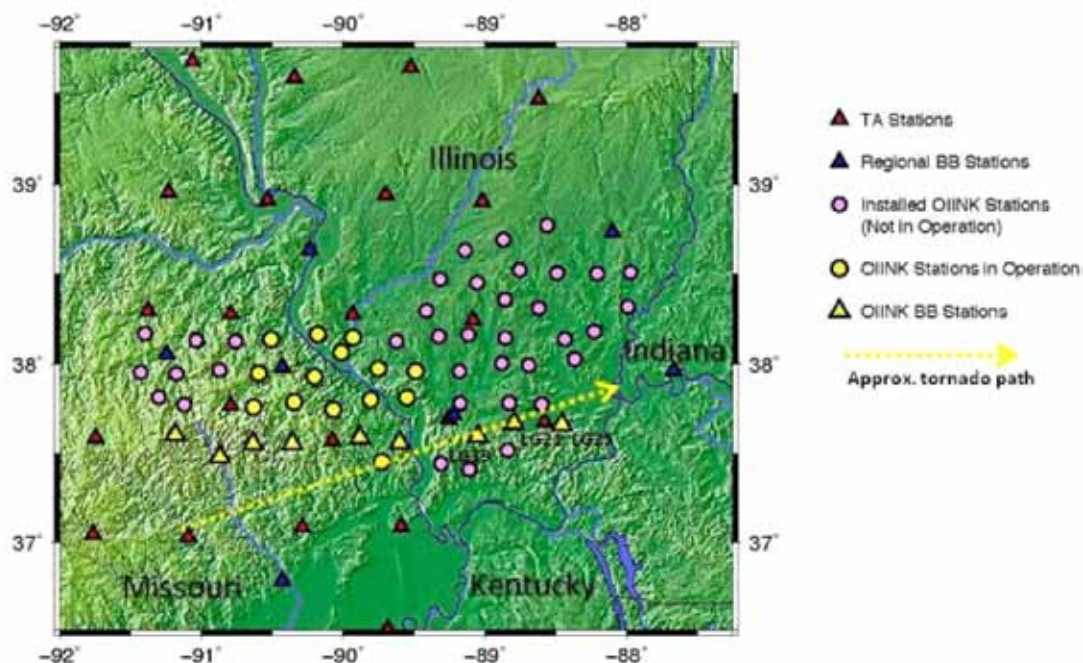 -92° -91° -90° -89° -88°
39° 39°
38° 38°
37° 37°
-92° -91° -90° -89° -88°
Illinois
Indiana
Missouri
Kentucky
TA Stations
Regional BB Stations
Installed OIINK Stations
(Not in Operation)
OIINK Stations in Operation
OIINK BB Stations
Approx. tornado path